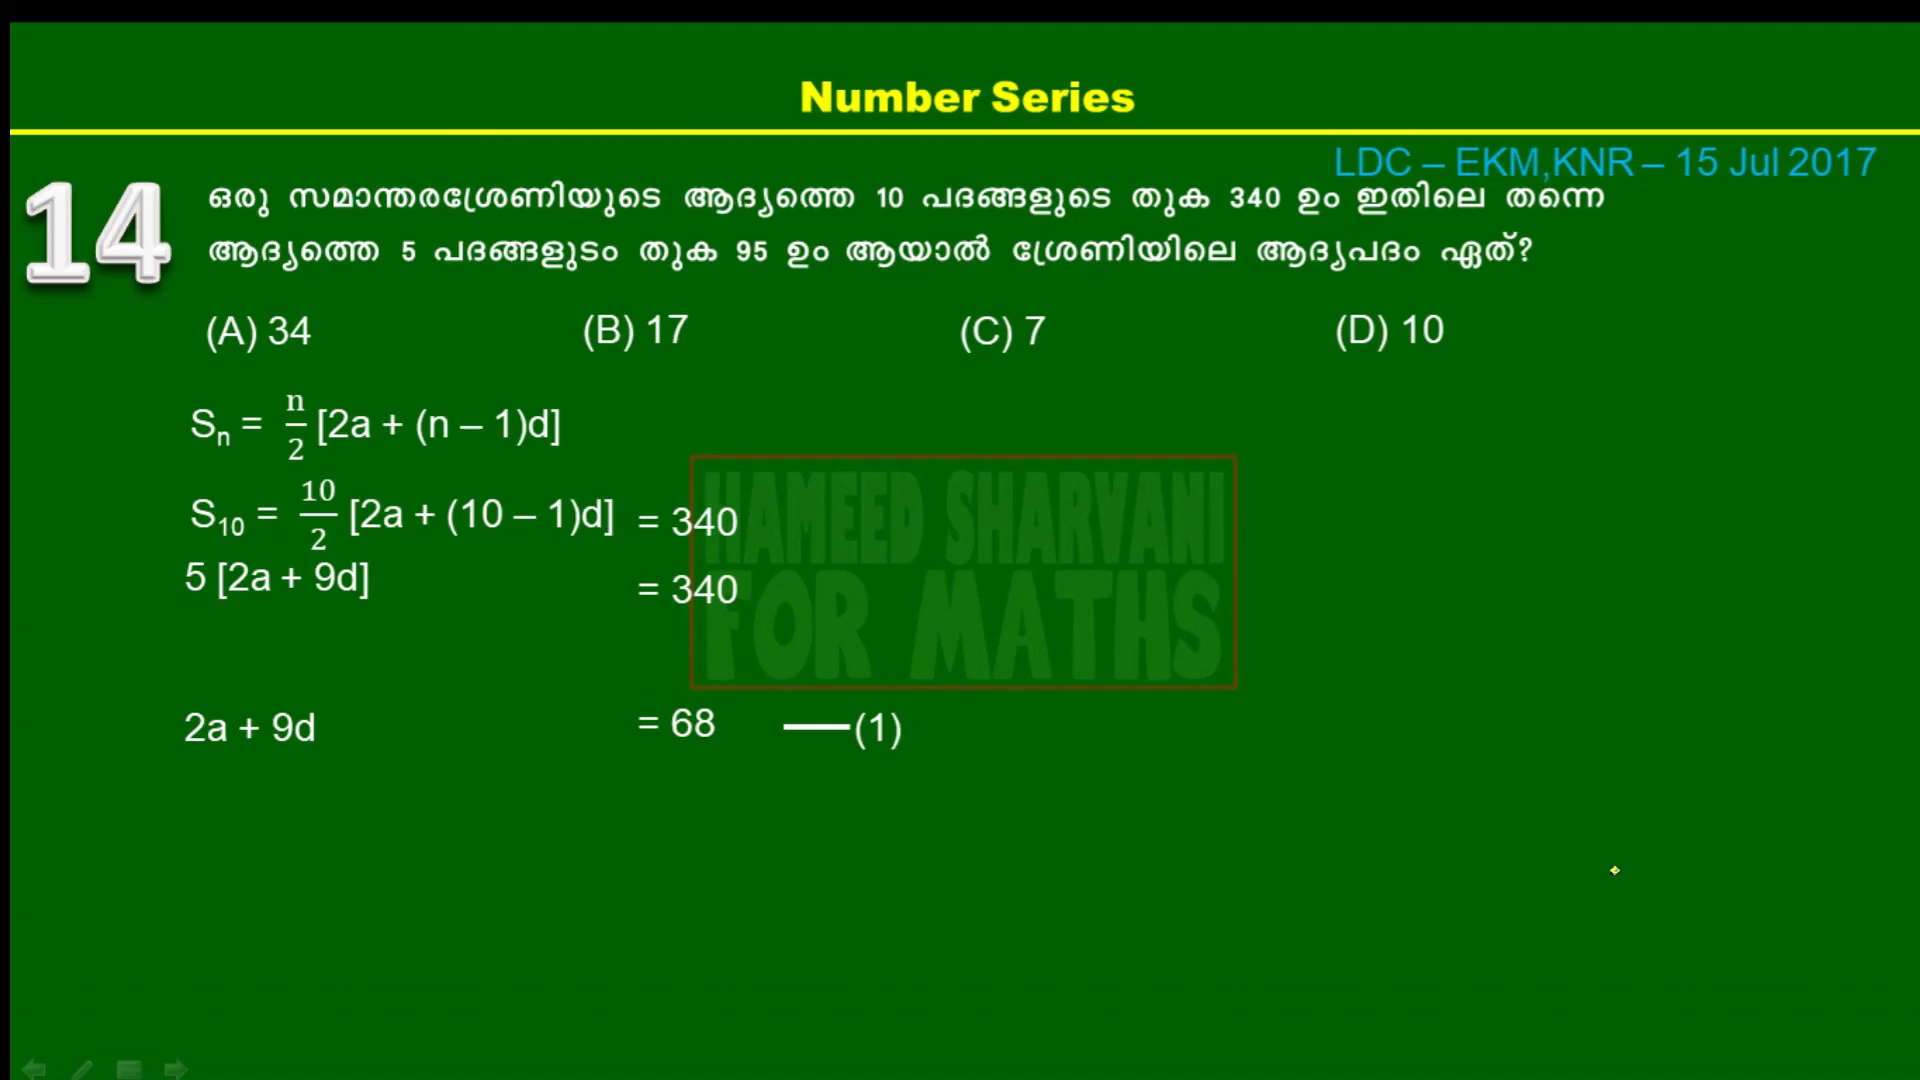 Number Series
LDC – EKM,KNR – 15 Jul 2017
14
ഒരു സമാന്തരശ്രേണിയുടെ ആദ്യത്തെ 10 പദങ്ങളുടെ തുക 340 ഉം ഇതിലെ തന്നെ
ആദ്യത്തെ 5 പദങ്ങളുടം തുക 95 ഉം ആയാൽ ശ്രേണിയിലെ ആദ്യപദം ഏത്?
(A) 34 (B) 17 (C) 7 (D) 10
Sₙ = n/2 [2a + (n – 1)d]
S₁₀ = 10/2 [2a + (10 – 1)d] = 340
5 [2a + 9d] = 340
2a + 9d = 68 —(1)
HAMEED SHARVANI
FOR MATHS